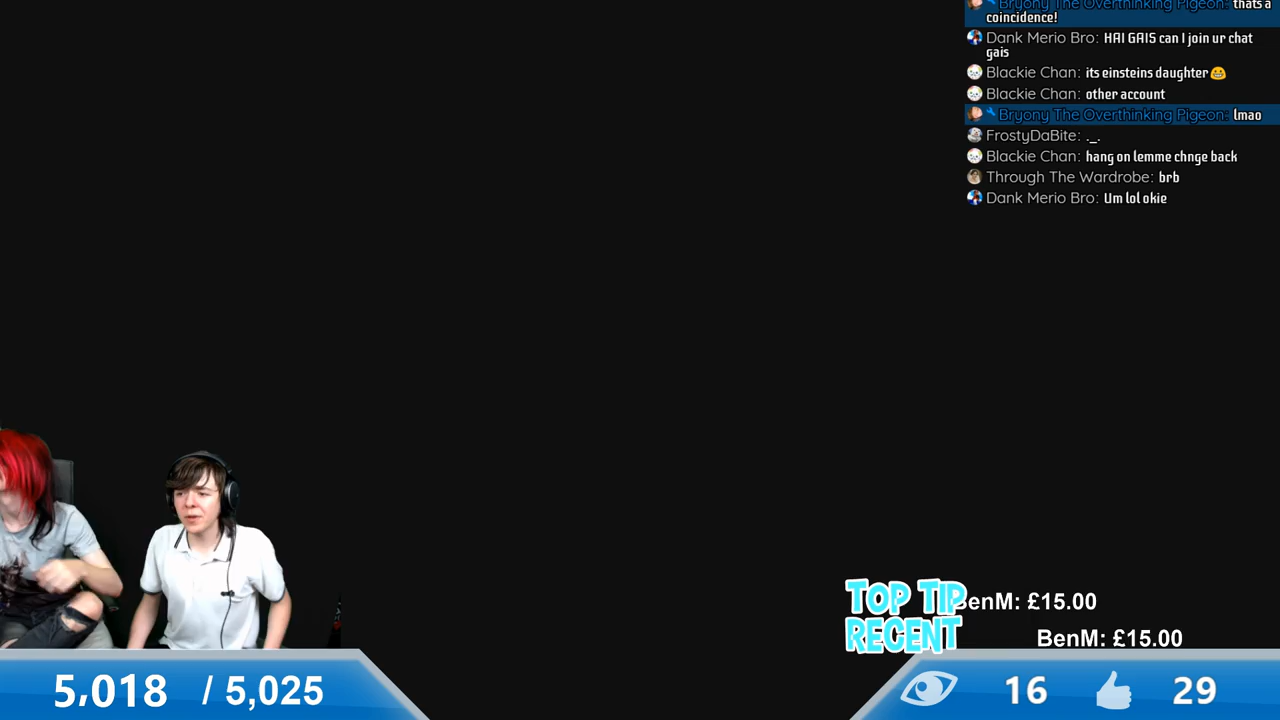 Bryony The Overthinking Pigeon: thats a
coincidence!
Dank Merio Bro: HAI GAIS can I join ur chat
gais
Blackie Chan: its einsteins daughter 😂
Blackie Chan: other account
Bryony The Overthinking Pigeon: lmao
FrostyDaBite: ._.
Blackie Chan: hang on lemme chnge back
Through The Wardrobe: brb
Dank Merio Bro: Um lol okie
TOP TIP BenM: £15.00
RECENT BenM: £15.00
5,018 / 5,025
16 29